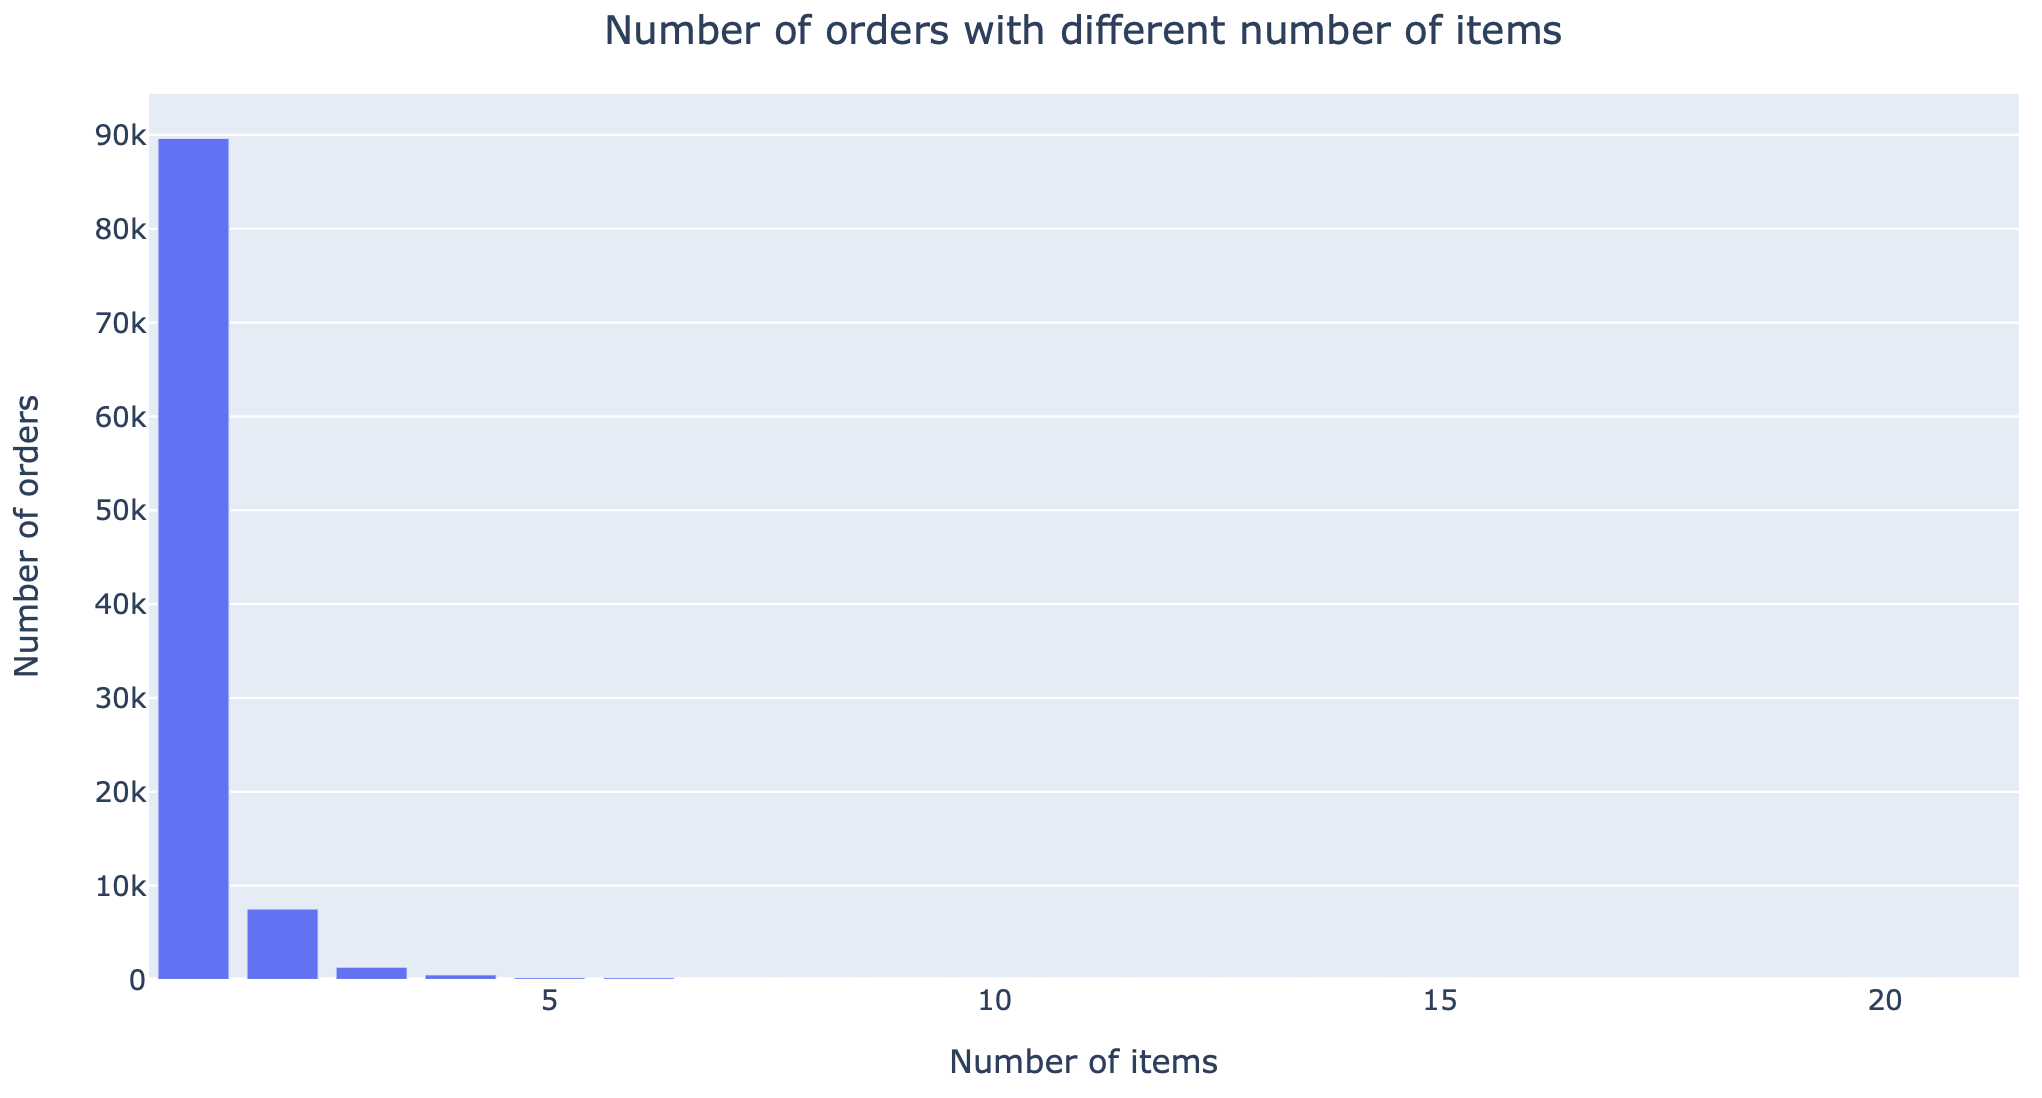 Number of orders with different number of items
Number of orders
90k
80k
70k
60k
50k
40k
30k
20k
10k
0
5
10
15
20
Number of items